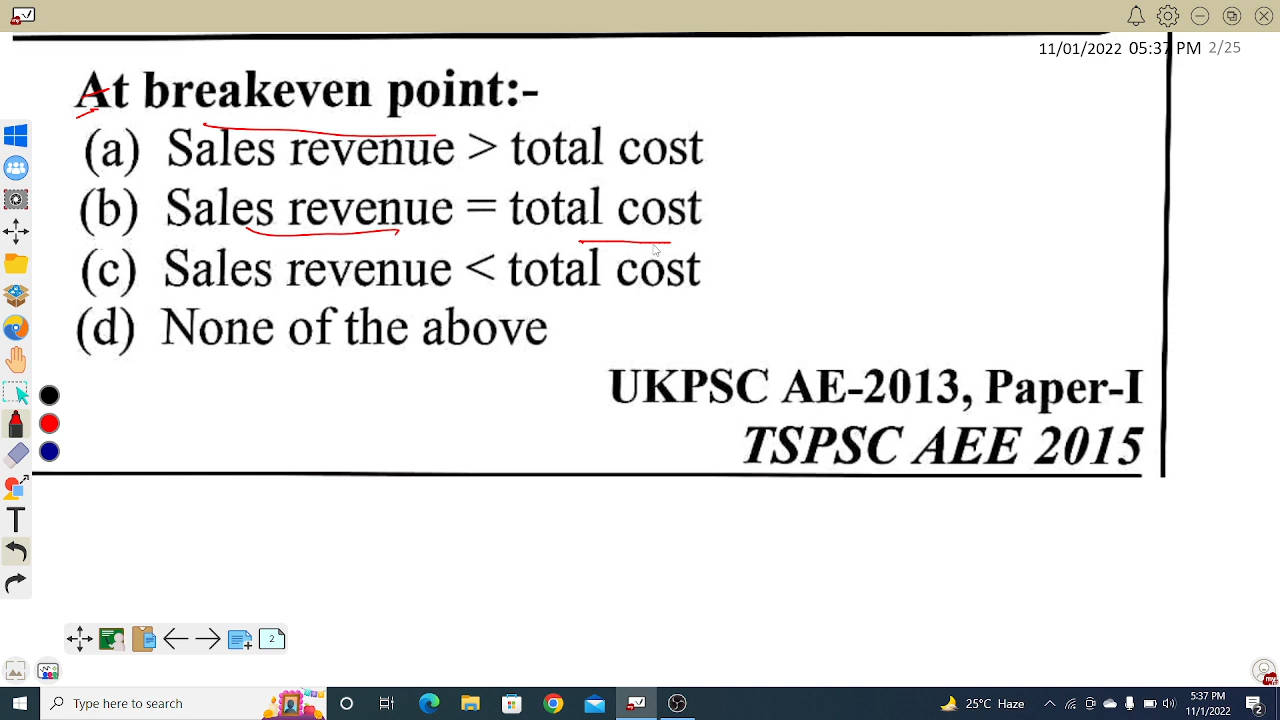 11/01/2022 05:37 PM 2/25
At breakeven point:-
(a) Sales revenue > total cost
(b) Sales revenue = total cost
(c) Sales revenue < total cost
(d) None of the above
UKPSC AE-2013, Paper-I
TSPSC AEE 2015
T
2
Type here to search
25°C Haze
5:37 PM
11/1/2022
2